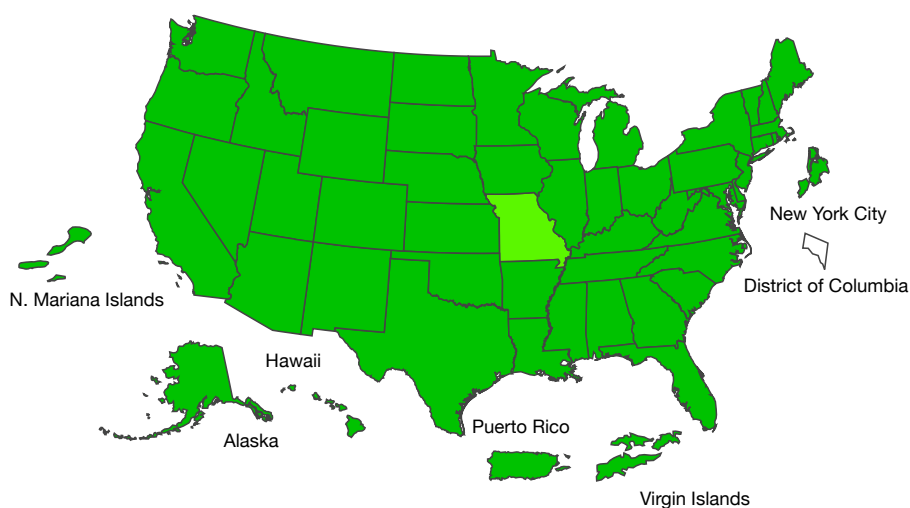 New York City
District of Columbia
N. Mariana Islands
Hawaii
Alaska
Puerto Rico
Virgin Islands